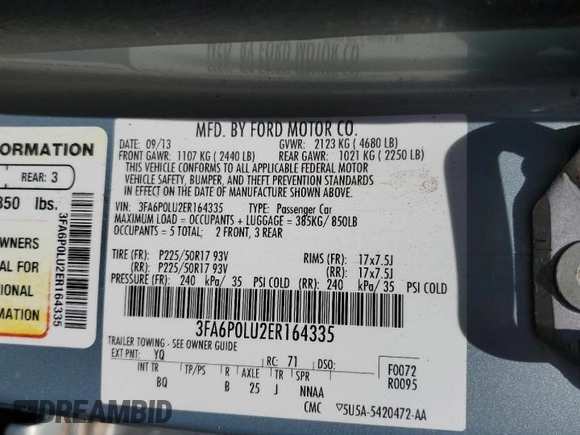 MFD. BY FORD MOTOR CO.
DATE: 09/13 GVWR: 2123 KG ( 4680 LB)
FRONT GAWR: 1107 KG ( 2440 LB) REAR GAWR: 1021 KG ( 2250 LB)
THIS VEHICLE CONFORMS TO ALL APPLICABLE FEDERAL MOTOR
VEHICLE SAFETY, BUMPER, AND THEFT PREVENTION STANDARDS
IN EFFECT ON THE DATE OF MANUFACTURE SHOWN ABOVE.
VIN: 3FA6P0LU2ER164335 TYPE: Passenger Car
MAXIMUM LOAD = OCCUPANTS + LUGGAGE = 385KG/ 850LB
OCCUPANTS = 5 TOTAL: 2 FRONT, 3 REAR
TIRE (FR): P225/50R17 93V RIMS (FR): 17x7.5J
(RR): P225/50R17 93V (RR): 17x7.5J
PRESSURE (FR): 240 kPa/ 35 PSI COLD (RR): 240 kPa/ 35 PSI COLD
3FA6P0LU2ER164335
TRAILER TOWING - SEE OWNER GUIDE
EXT PNT: YQ RC: 71 DSO:
F0072
R0095
INT TR TP/PS R AXLE TR SPR
BQ B 25 J NNAA
CMC 5U5A-5420472-AA
FORMATION
REAR: 3
850 lbs.
3FA6P0LU2ER164335
OWNERS
AL FOR
TIONAL
MATION
BY FORD MOTOR CO.
DREAMBID